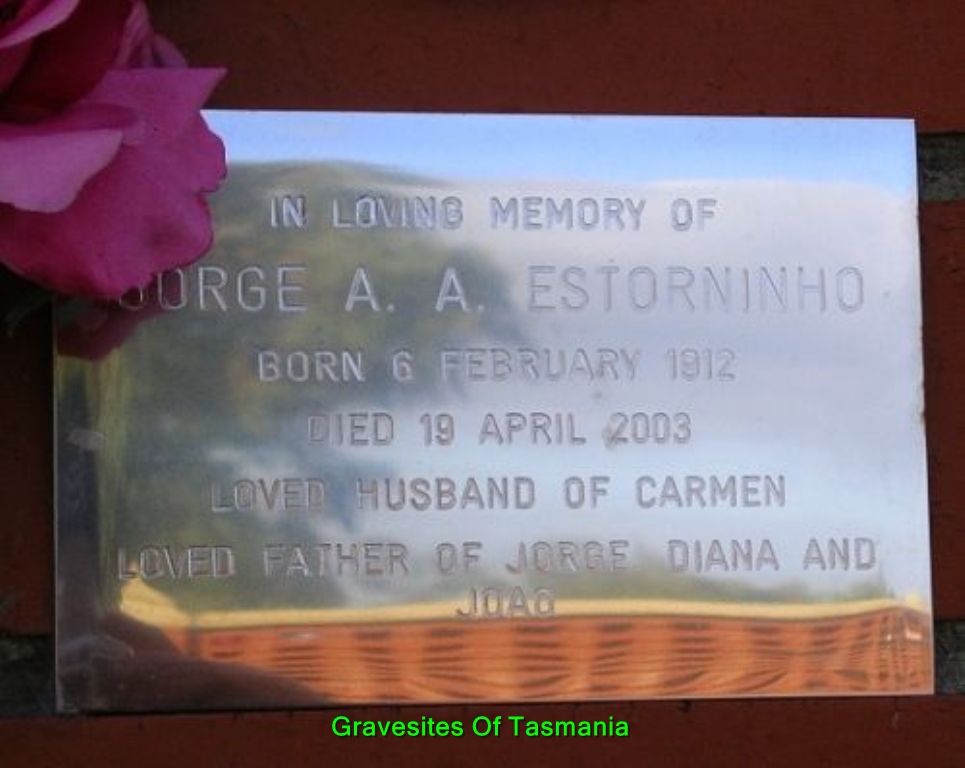 IN LOVING MEMORY OF
JORGE A. A. ESTORNINHO
BORN 6 FEBRUARY 1912
DIED 19 APRIL 2003
LOVED HUSBAND OF CARMEN
LOVED FATHER OF JORGE DIANA AND
JOAO
Gravesites Of Tasmania